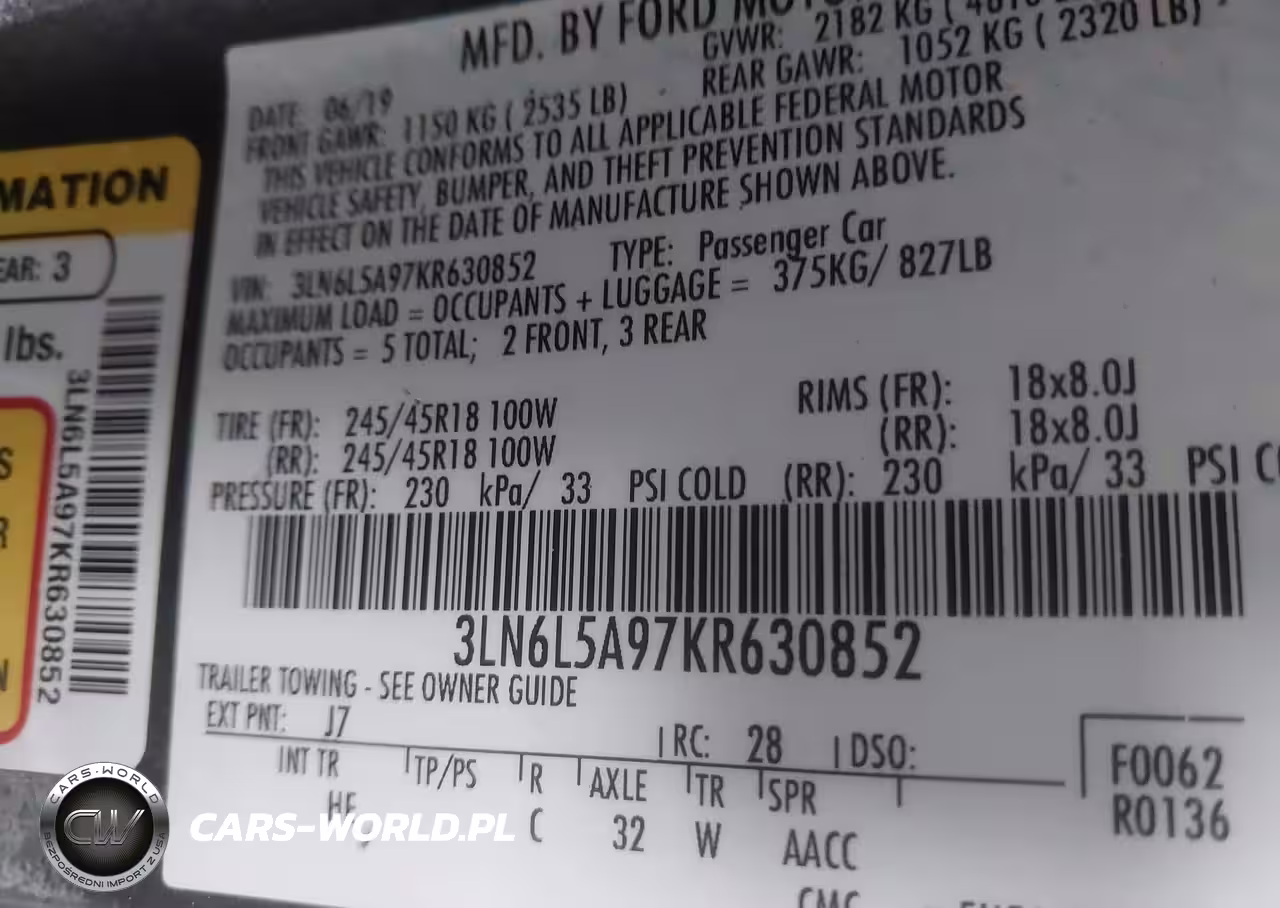 MFD. BY FORD
GVWR: 2182 KG (
DATE: 06/19
FRONT GAWR: 1150 KG ( 2535 LB)
REAR GAWR: 1052 KG ( 2320 LB)
THIS VEHICLE CONFORMS TO ALL APPLICABLE FEDERAL MOTOR
VEHICLE SAFETY, BUMPER, AND THEFT PREVENTION STANDARDS
IN EFFECT ON THE DATE OF MANUFACTURE SHOWN ABOVE.
VIN: 3LN6L5A97KR630852 TYPE: Passenger Car
MAXIMUM LOAD = OCCUPANTS + LUGGAGE = 375KG/ 827LB
OCCUPANTS = 5 TOTAL; 2 FRONT, 3 REAR
TIRE (FR): 245/45R18 100W RIMS (FR): 18x8.0J
(RR): 245/45R18 100W (RR): 18x8.0J
PRESSURE (FR): 230 kPa/ 33 PSI COLD (RR): 230 kPa/ 33 PSI
3LN6L5A97KR630852
TRAILER TOWING - SEE OWNER GUIDE
EXT PNT: J7 RC: 28 DSO:
INT TR TP/PS R AXLE TR SPR
C 32 W AACC
F0062
R0136
MATION
EAR: 3
lbs.
3LN6L5A97KR630852
CARS-WORLD
CW
BEZPOŚREDNI IMPORT Z USA
CARS-WORLD.PL